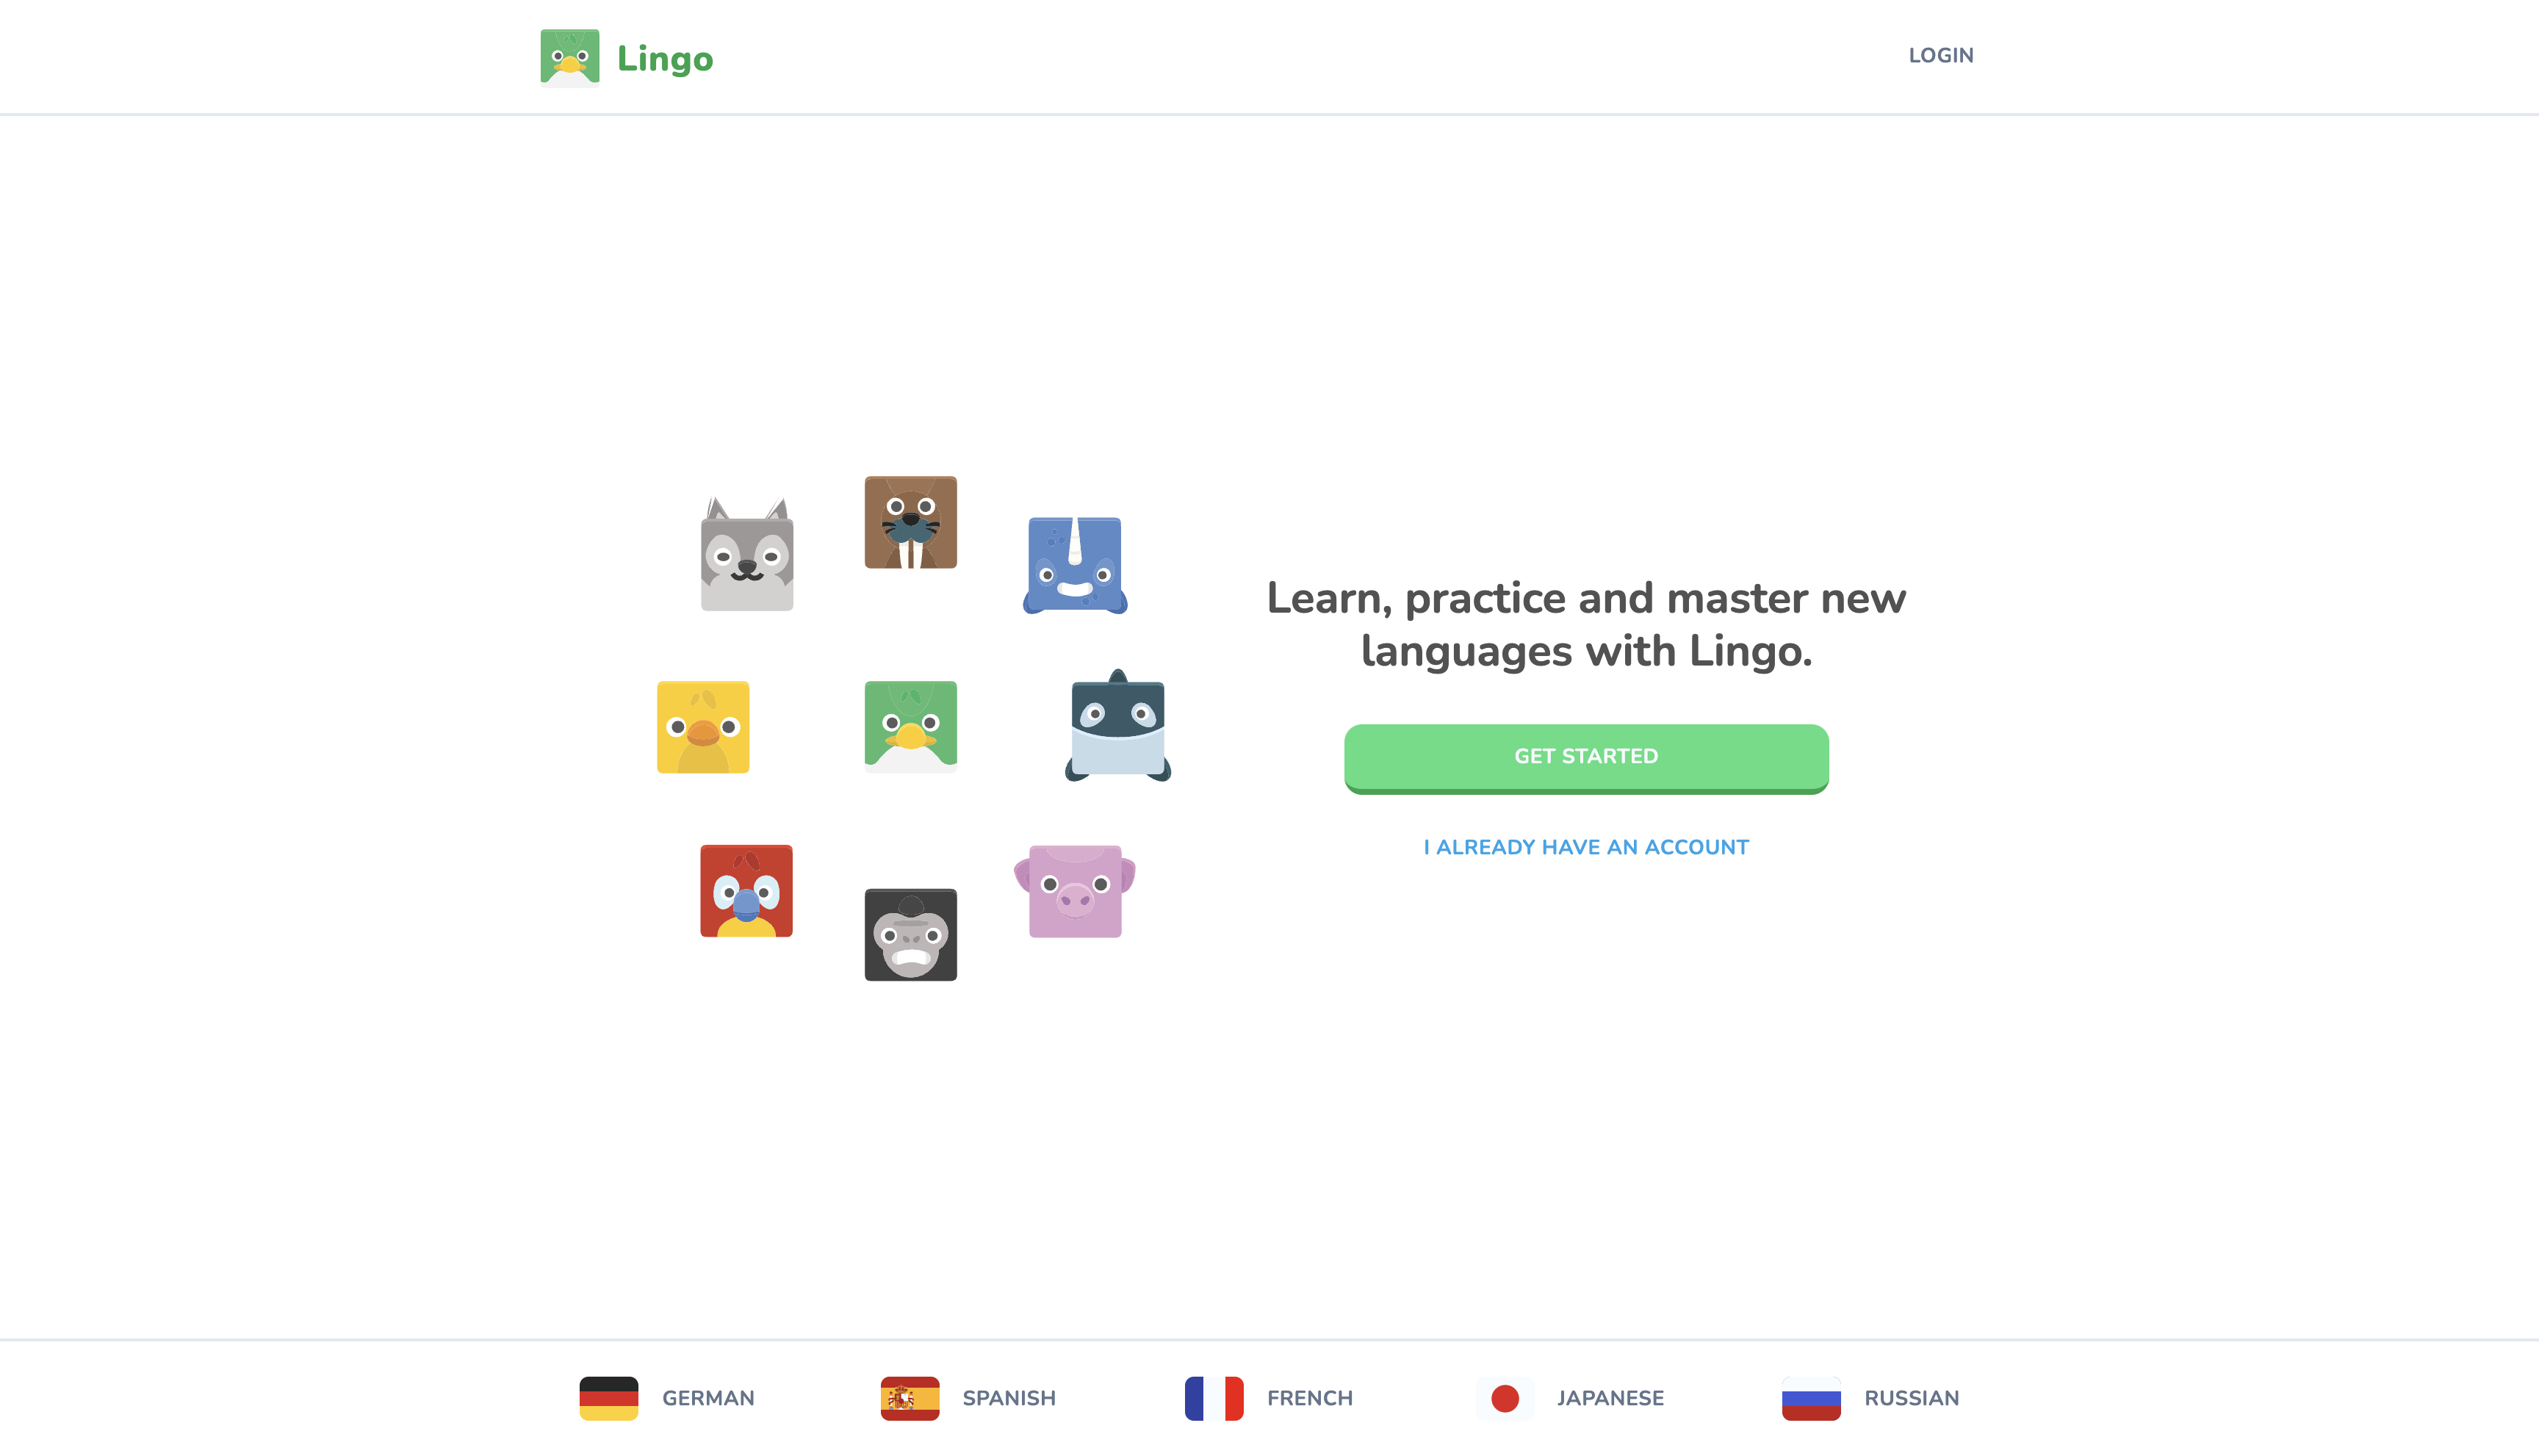 Lingo
LOGIN
Learn, practice and master new
languages with Lingo.
GET STARTED
I ALREADY HAVE AN ACCOUNT
GERMAN
SPANISH
FRENCH
JAPANESE
RUSSIAN